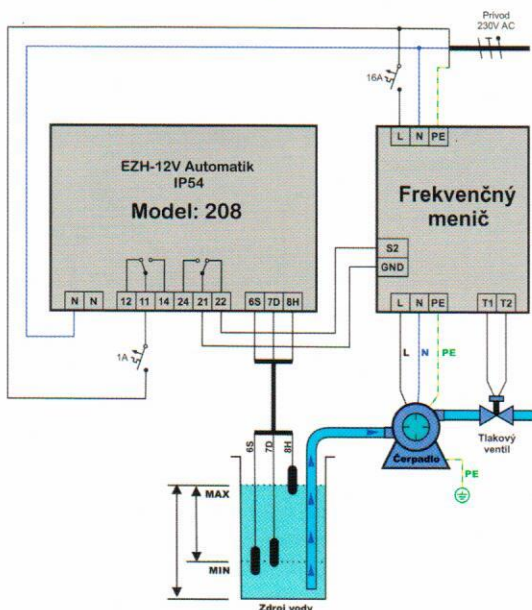 Prívod
230V AC
16A
L N PE
EZH-12V Automatik
IP54
Model: 208
Frekvenčný
menič
S2
GND
N N 12 11 14 24 21 22 6S 7D 8H
L N PE T1 T2
1A
L N PE
6S 7D 8H
Čerpadlo
Tlakový
ventil
PE
MAX
MIN
Zdroj vody